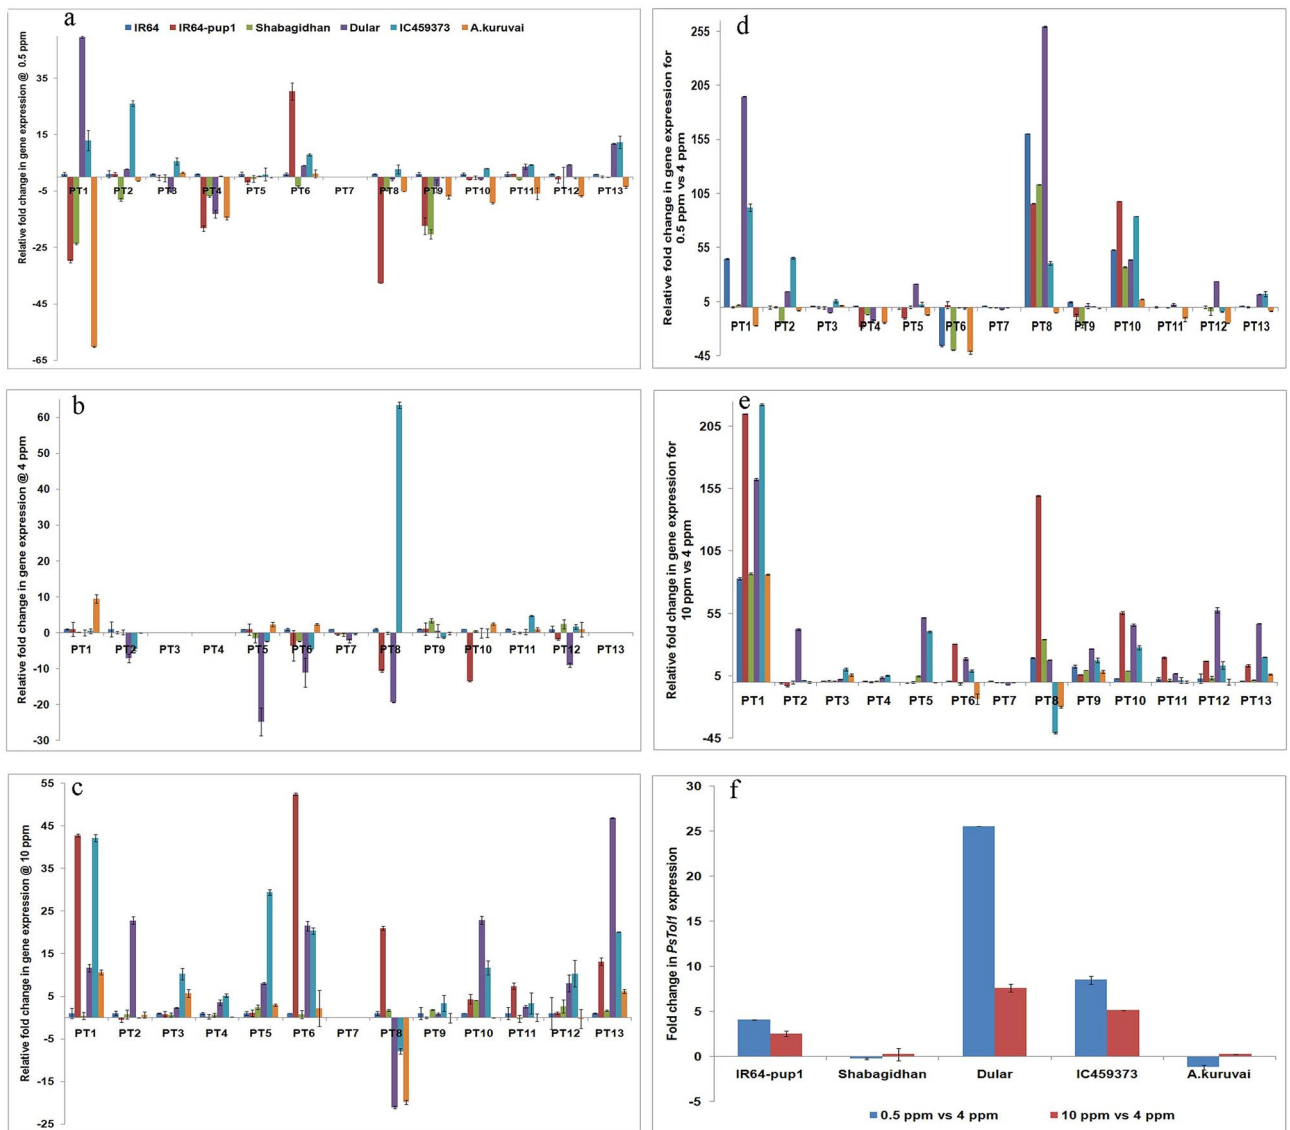 a
IR64 IR64-pup1 Shabagidhan Dular IC459373 A.kuruvai
Relative fold change in gene expression @ 0.5 ppm
35
15
-5
-25
-45
-65
PT1 PT2 PT3 PT4 PT5 PT6 PT7 PT8 PT9 PT10 PT11 PT12 PT13
b
Relative fold change in gene expression @ 4 ppm
60
50
40
30
20
10
0
-10
-20
-30
PT1 PT2 PT3 PT4 PT5 PT6 PT7 PT8 PT9 PT10 PT11 PT12 PT13
c
Relative fold change in gene expression @ 10 ppm
55
45
35
25
15
5
-5
-15
-25
PT1 PT2 PT3 PT4 PT5 PT6 PT7 PT8 PT9 PT10 PT11 PT12 PT13
d
Relative fold change in gene expression for
0.5 ppm vs 4 ppm
255
205
155
105
55
5
-45
PT1 PT2 PT3 PT4 PT5 PT6 PT7 PT8 PT9 PT10 PT11 PT12 PT13
e
Relative fold change in gene expression for
10 ppm vs 4 ppm
205
155
105
55
5
-45
PT1 PT2 PT3 PT4 PT5 PT6 PT7 PT8 PT9 PT10 PT11 PT12 PT13
f
Fold change in PsTol1 expression
30
25
20
15
10
5
0
-5
IR64-pup1 Shabagidhan Dular IC459373 A.kuruvai
0.5 ppm vs 4 ppm 10 ppm vs 4 ppm